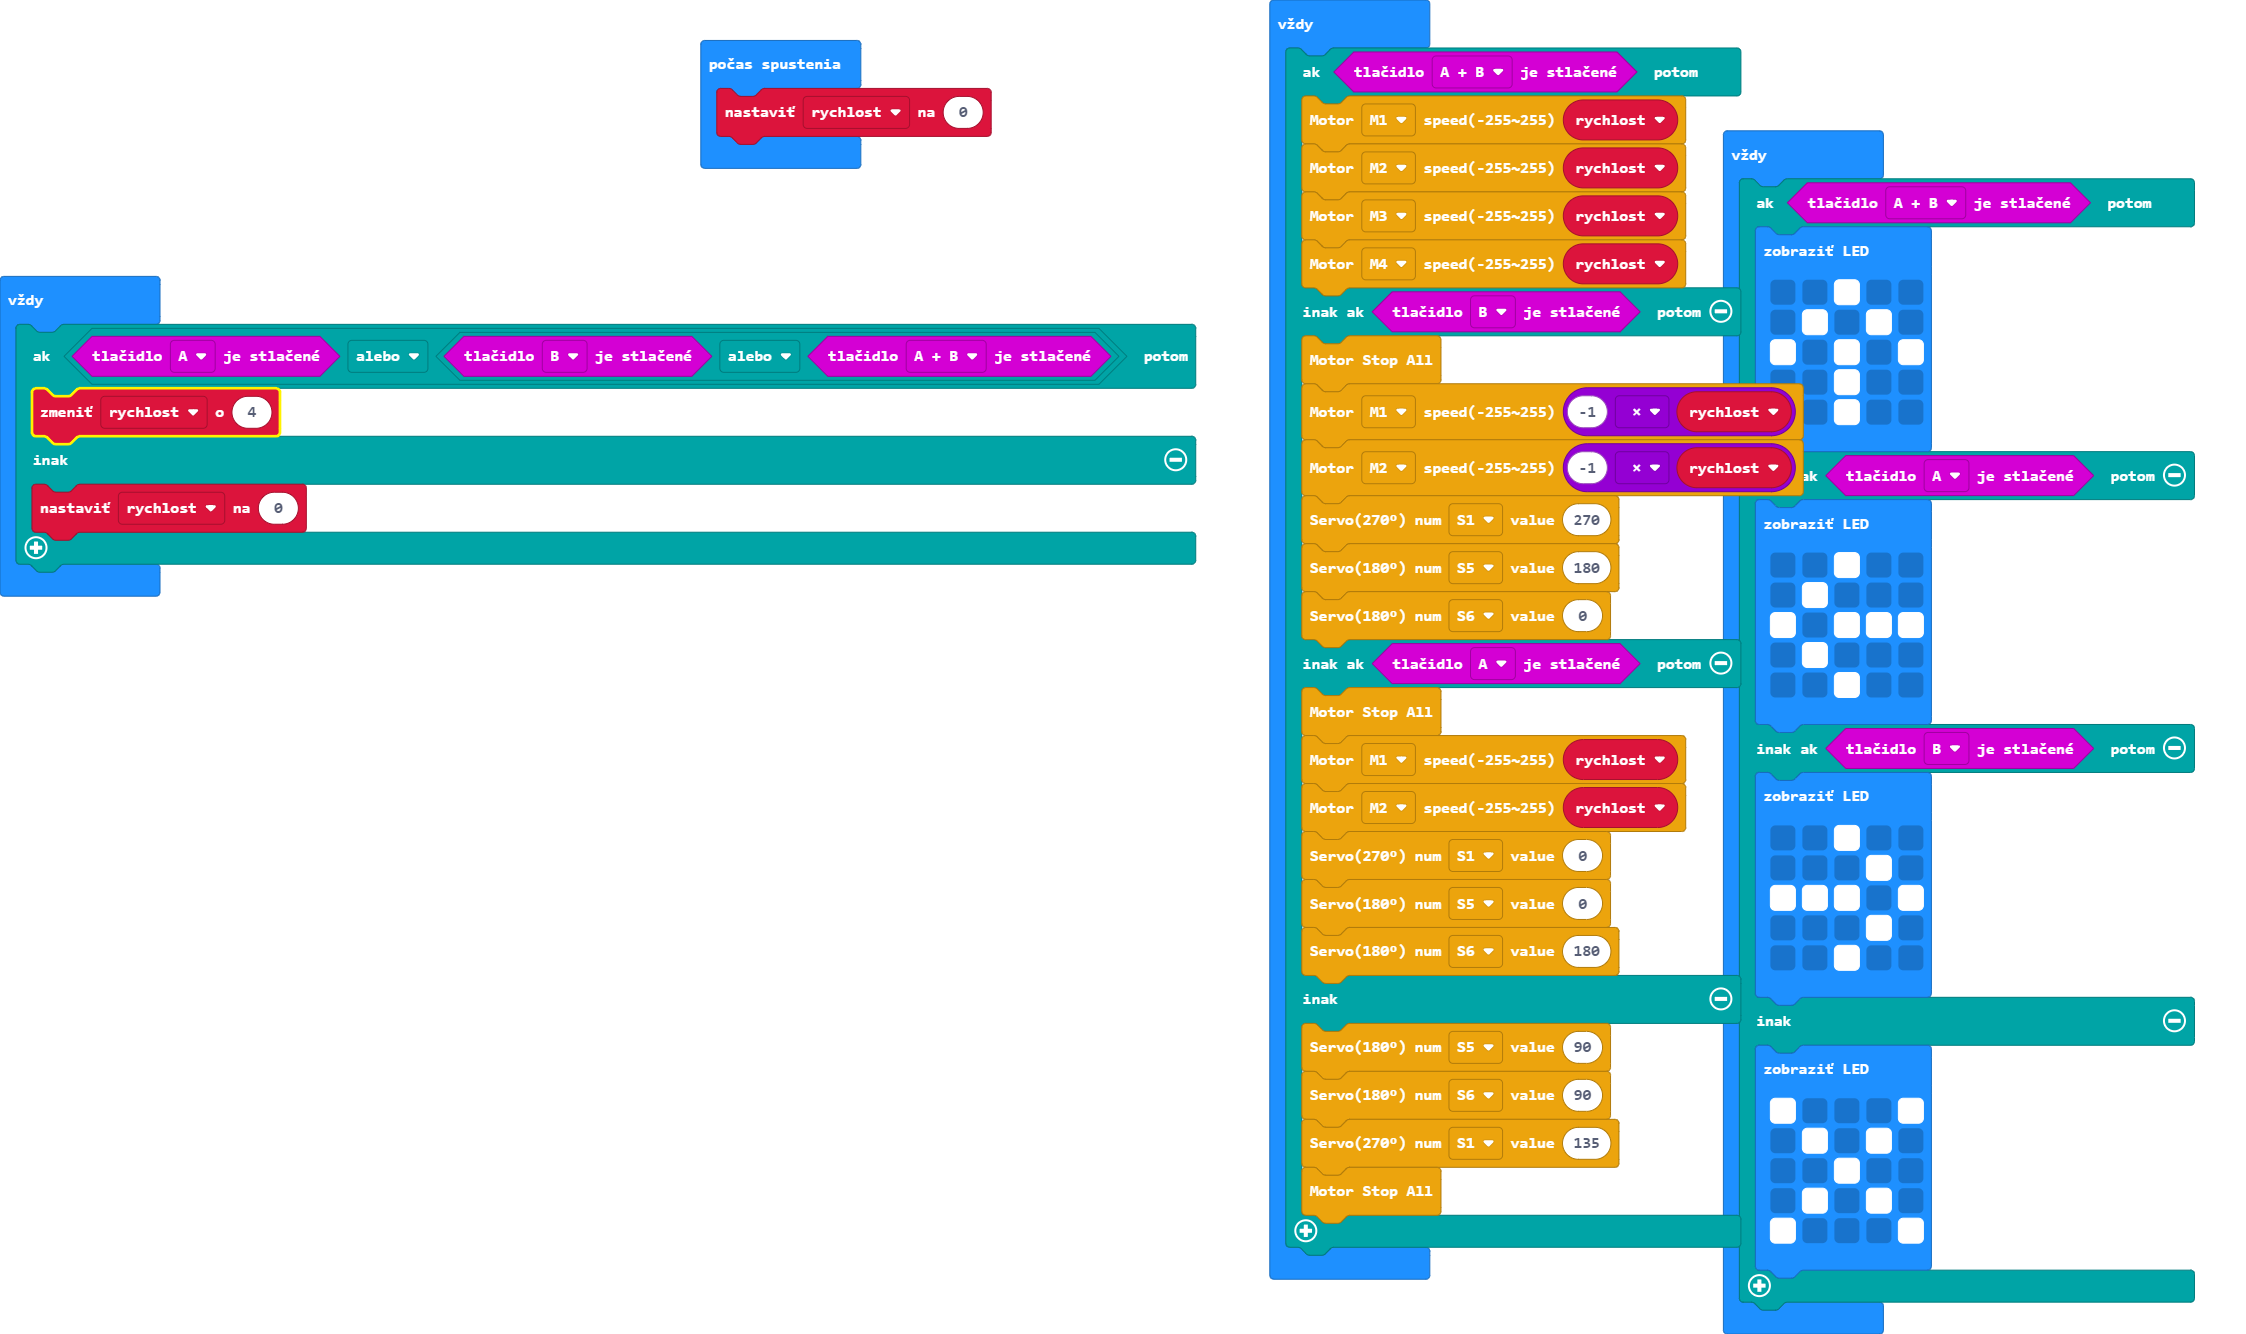 počas spustenia
nastaviť rychlost na 0
vždy
ak tlačidlo A je stlačené alebo tlačidlo B je stlačené alebo tlačidlo A + B je stlačené potom
zmeniť rychlost o 4
inak
nastaviť rychlost na 0
vždy
ak tlačidlo A + B je stlačené potom
Motor M1 speed(-255~255) rychlost
Motor M2 speed(-255~255) rychlost
Motor M3 speed(-255~255) rychlost
Motor M4 speed(-255~255) rychlost
inak ak tlačidlo B je stlačené potom
Motor Stop All
Motor M1 speed(-255~255) -1 × rychlost
Motor M2 speed(-255~255) -1 × rychlost
Servo(270º) num S1 value 270
Servo(180º) num S5 value 180
Servo(180º) num S6 value 0
inak ak tlačidlo A je stlačené potom
Motor Stop All
Motor M1 speed(-255~255) rychlost
Motor M2 speed(-255~255) rychlost
Servo(270º) num S1 value 0
Servo(180º) num S5 value 0
Servo(180º) num S6 value 180
inak
Servo(180º) num S5 value 90
Servo(180º) num S6 value 90
Servo(270º) num S1 value 135
Motor Stop All
vždy
ak tlačidlo A + B je stlačené potom
zobraziť LED
ak tlačidlo A je stlačené potom
zobraziť LED
inak ak tlačidlo B je stlačené potom
zobraziť LED
inak
zobraziť LED